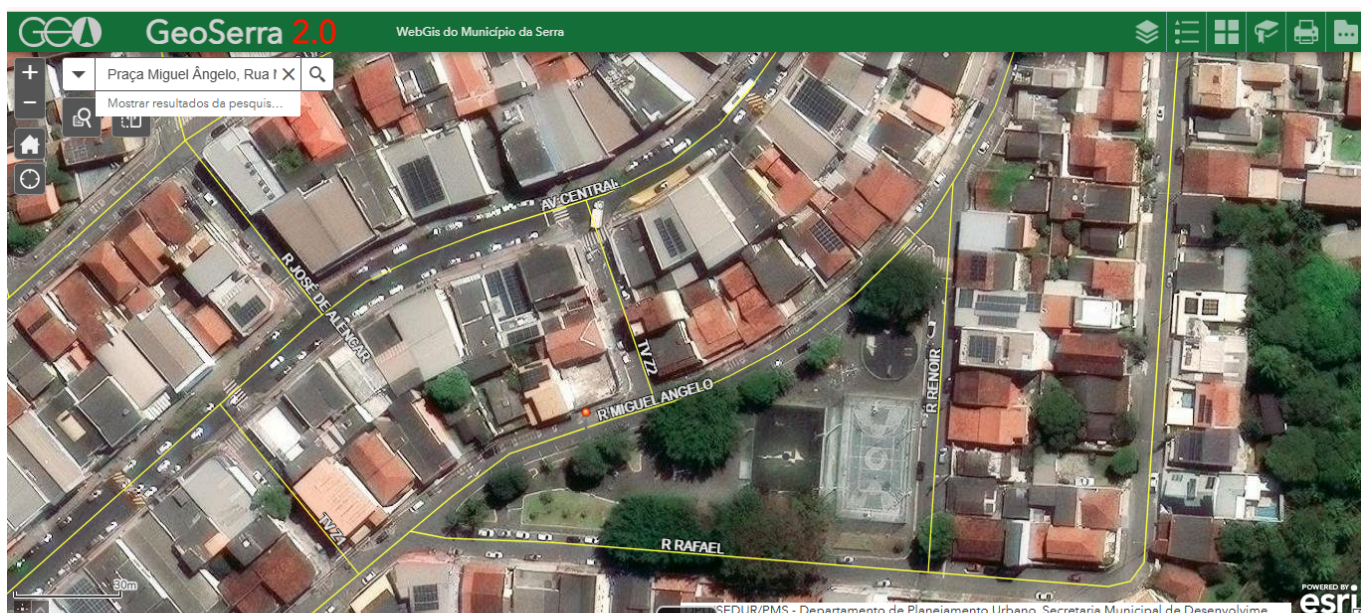 GEO GeoSerra 2.0 WebGis do Município da Serra
+ Praça Miguel Ângelo, Rua
− Mostrar resultados da pesquis...
AV CENTRAL
R JOSÉ DE ALENCAR
TV Z2
R MIGUEL ANGELO
R RENOIR
TV Z4
R RAFAEL
30m
POWERED BY
esri
SEDUR/PMS - Departamento de Planejamento Urbano, Secretaria Municipal de Desenvolvime